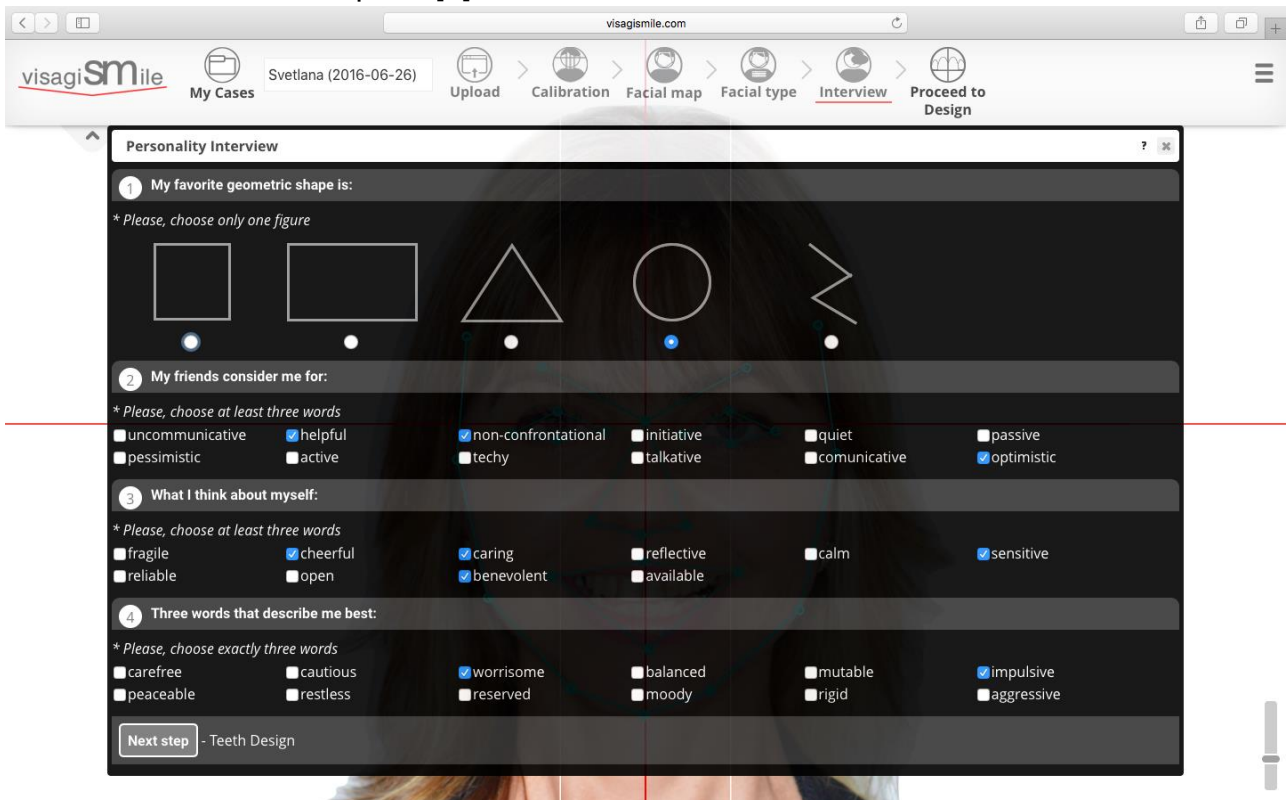 visagismile.com
visagiSMile
My Cases
Svetlana (2016-06-26)
Upload
Calibration
Facial map
Facial type
Interview
Proceed to
Design
Personality Interview ?
1 My favorite geometric shape is:
* Please, choose only one figure
2 My friends consider me for:
* Please, choose at least three words
uncommunicative helpful non-confrontational initiative quiet passive
pessimistic active techy talkative comunicative optimistic
3 What I think about myself:
* Please, choose at least three words
fragile cheerful caring reflective calm sensitive
reliable open benevolent available
4 Three words that describe me best:
* Please, choose exactly three words
carefree cautious worrisome balanced mutable impulsive
peaceable restless reserved moody rigid aggressive
Next step - Teeth Design